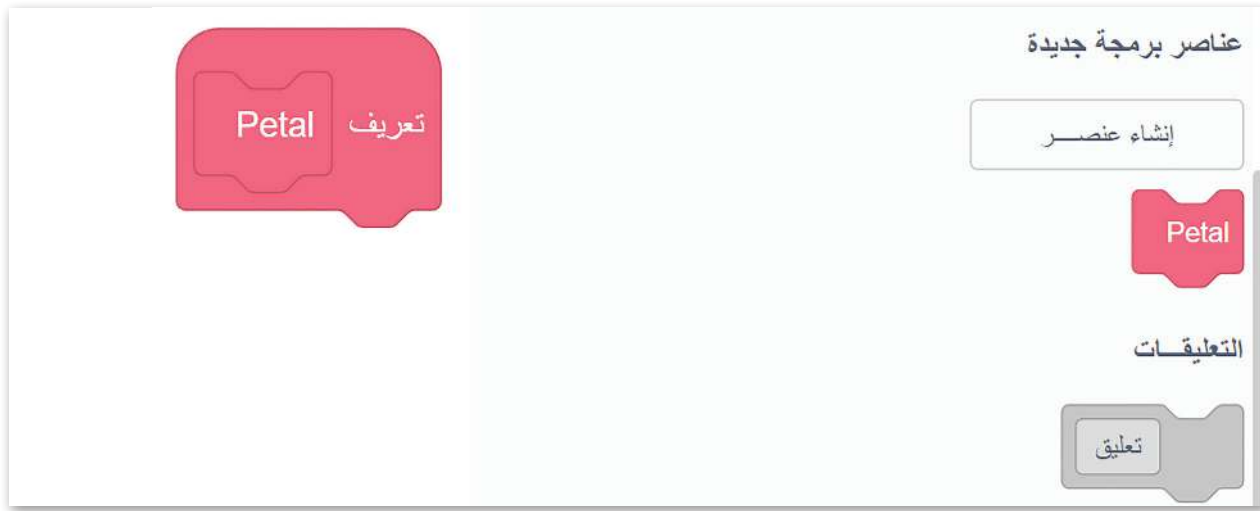 عناصر برمجة جديدة
إنشاء عنصـــر
Petal
التعليقـــات
تعليق
تعريف Petal